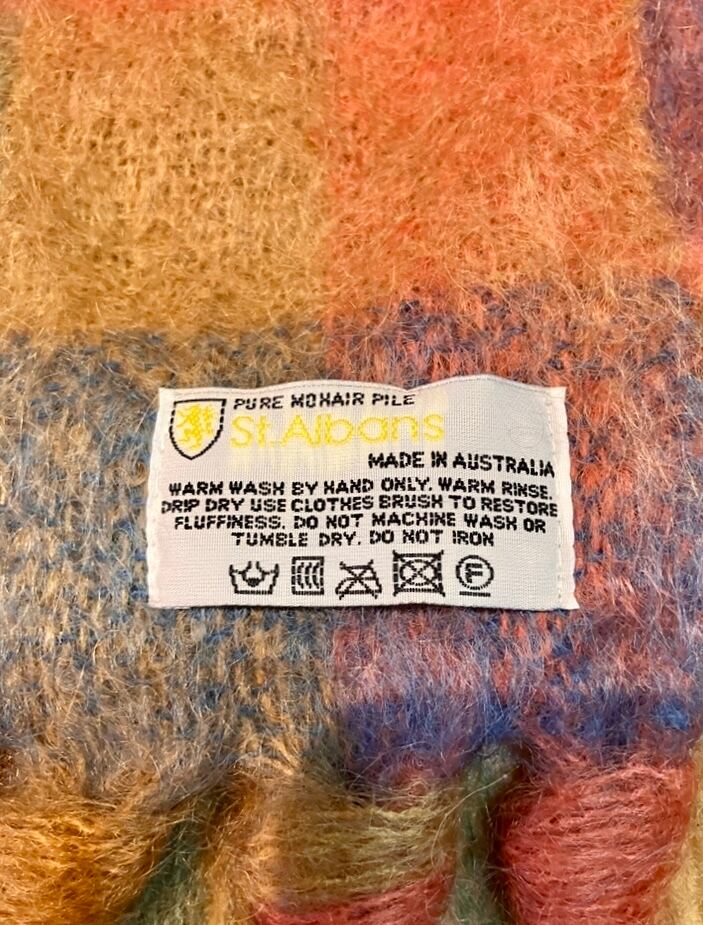 PURE MOHAIR PILE
St.Albans
MADE IN AUSTRALIA
WARM WASH BY HAND ONLY. WARM RINSE.
DRIP DRY USE CLOTHES BRUSH TO RESTORE
FLUFFINESS. DO NOT MACHINE WASH OR
TUMBLE DRY. DO NOT IRON
F